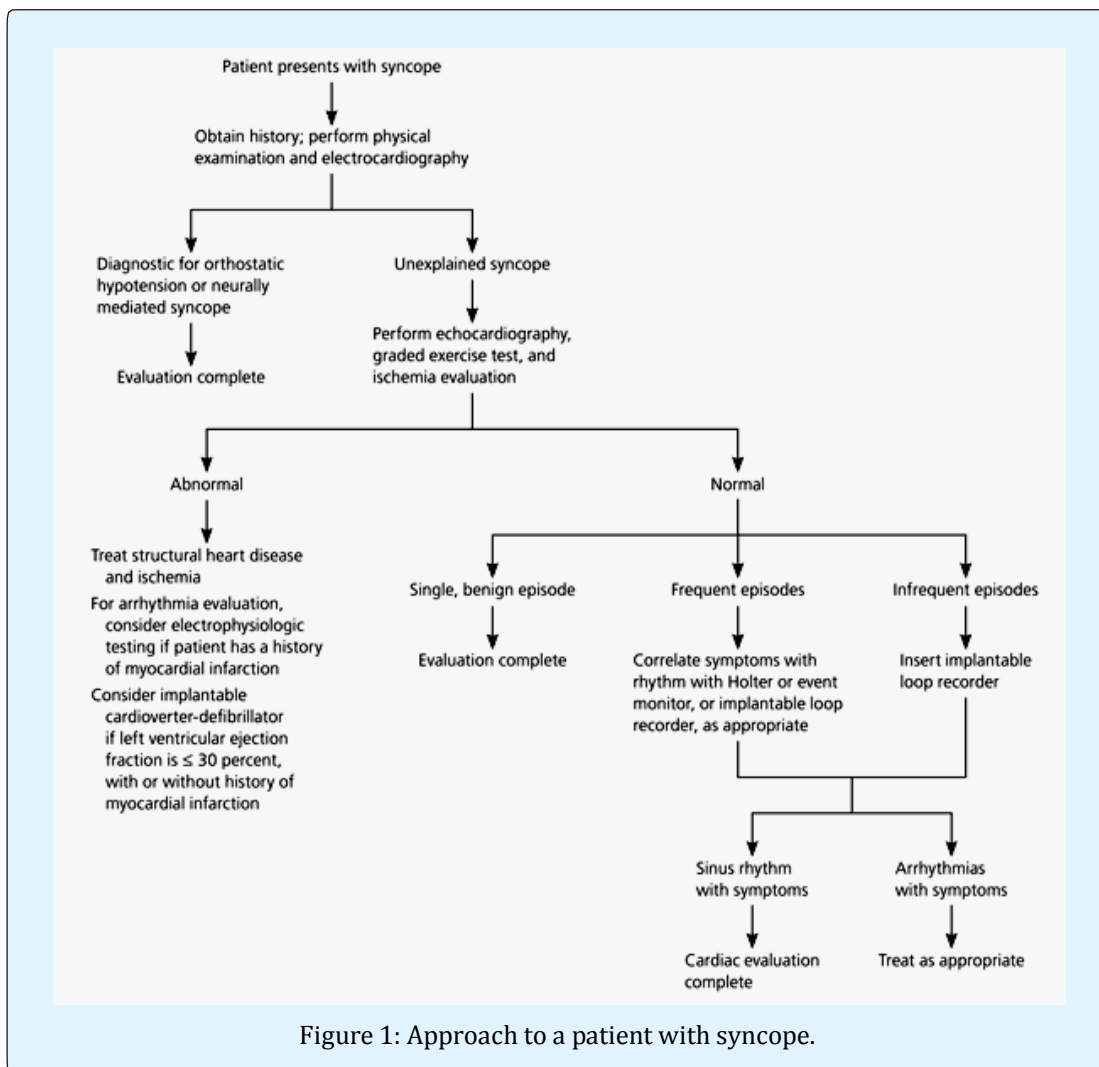 Patient presents with syncope
Obtain history; perform physical
examination and electrocardiography
Diagnostic for orthostatic
hypotension or neurally
mediated syncope
Unexplained syncope
Evaluation complete
Perform echocardiography,
graded exercise test, and
ischemia evaluation
Abnormal
Normal
Treat structural heart disease
and ischemia
For arrhythmia evaluation,
consider electrophysiologic
testing if patient has a history
of myocardial infarction
Consider implantable
cardioverter-defibrillator
if left ventricular ejection
fraction is ≤ 30 percent,
with or without history of
myocardial infarction
Single, benign episode
Frequent episodes
Infrequent episodes
Evaluation complete
Correlate symptoms with
rhythm with Holter or event
monitor, or implantable loop
recorder, as appropriate
Insert implantable
loop recorder
Sinus rhythm
with symptoms
Arrhythmias
with symptoms
Cardiac evaluation
complete
Treat as appropriate
Figure 1: Approach to a patient with syncope.